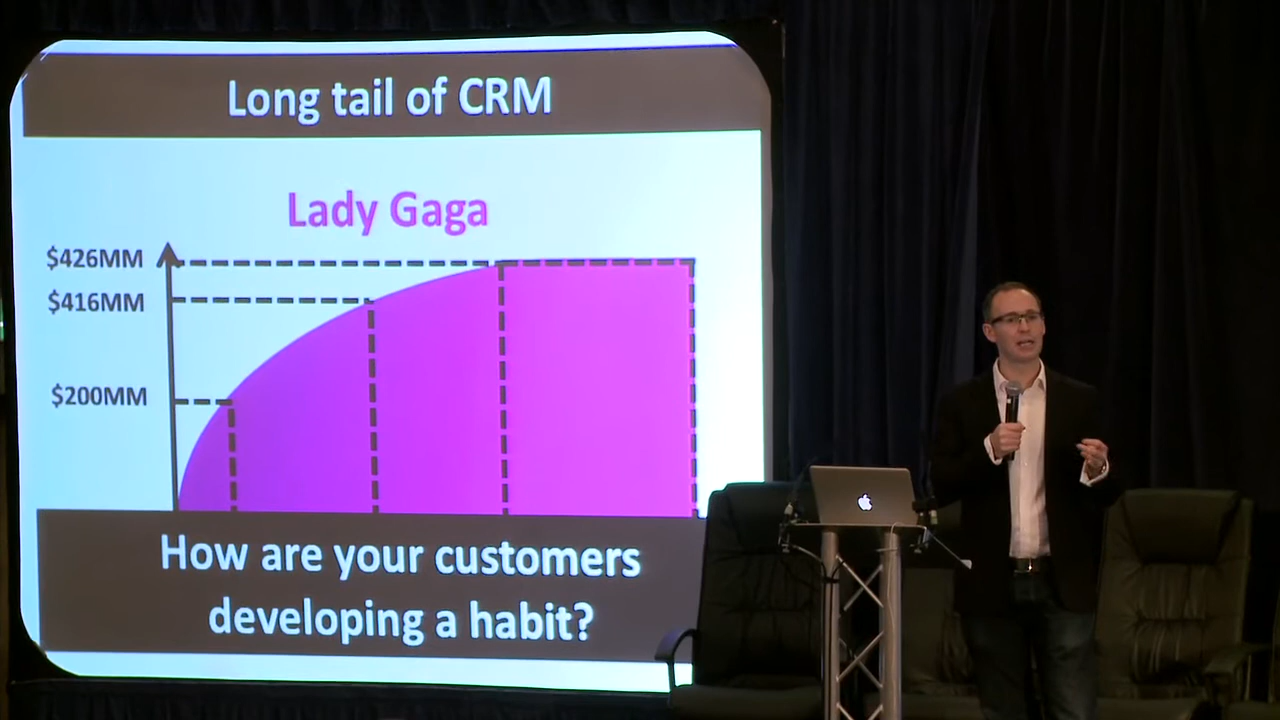 Long tail of CRM
Lady Gaga
$426MM
$416MM
$200MM
How are your customers
developing a habit?